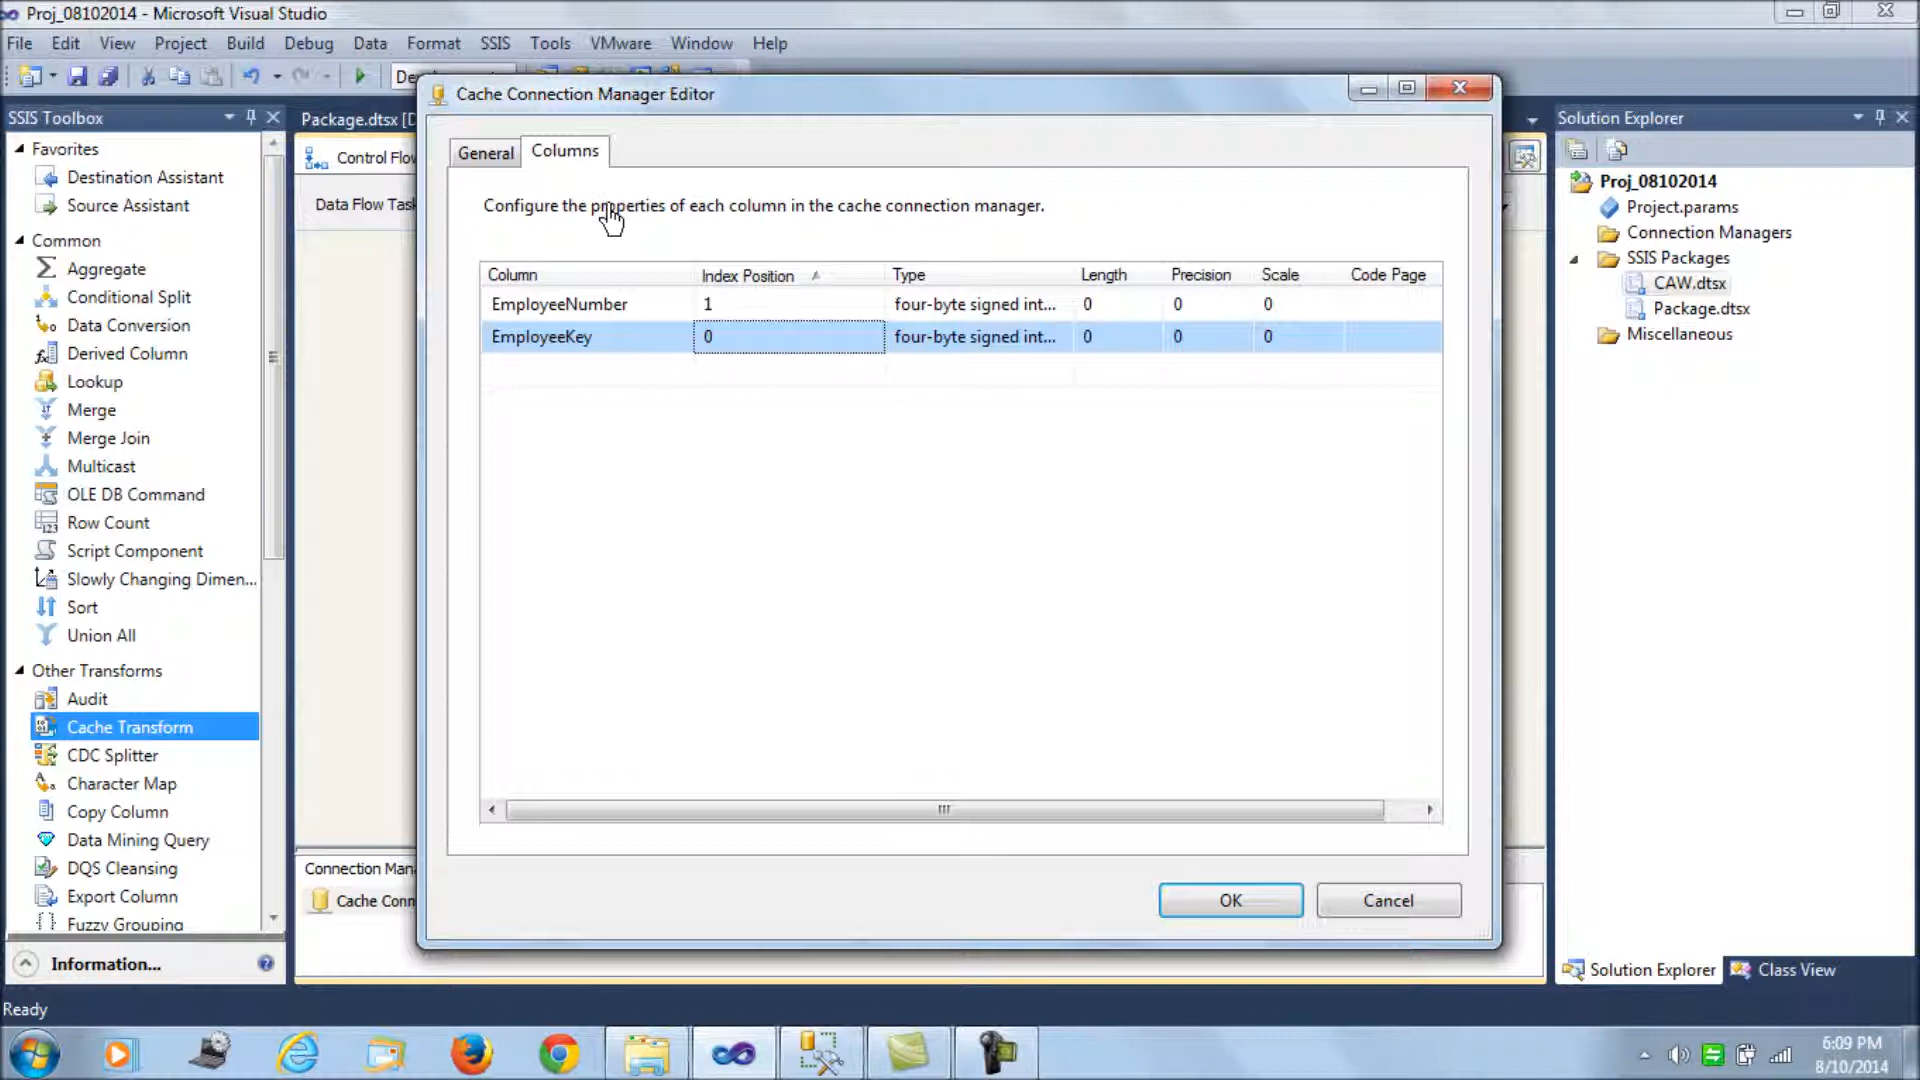 Proj_08102014 - Microsoft Visual Studio
File Edit View Project Build Debug Data Format SSIS Tools VMware Window Help
SSIS Toolbox
Favorites
Destination Assistant
Source Assistant
Common
Aggregate
Conditional Split
Data Conversion
Derived Column
Lookup
Merge
Merge Join
Multicast
OLE DB Command
Row Count
Script Component
Slowly Changing Dimen...
Sort
Union All
Other Transforms
Audit
Cache Transform
CDC Splitter
Character Map
Copy Column
Data Mining Query
DQS Cleansing
Export Column
Fuzzy Grouping
Information...
Ready
Package.dtsx [D
Control Flow
Data Flow Task
Connection Mana
Cache Conn
Cache Connection Manager Editor
General Columns
Configure the properties of each column in the cache connection manager.
Column Index Position Type Length Precision Scale Code Page
EmployeeNumber 1 four-byte signed int... 0 0 0
EmployeeKey 0 four-byte signed int... 0 0 0
OK Cancel
Solution Explorer
Proj_08102014
Project.params
Connection Managers
SSIS Packages
CAW.dtsx
Package.dtsx
Miscellaneous
Solution Explorer Class View
6:09 PM
8/10/2014